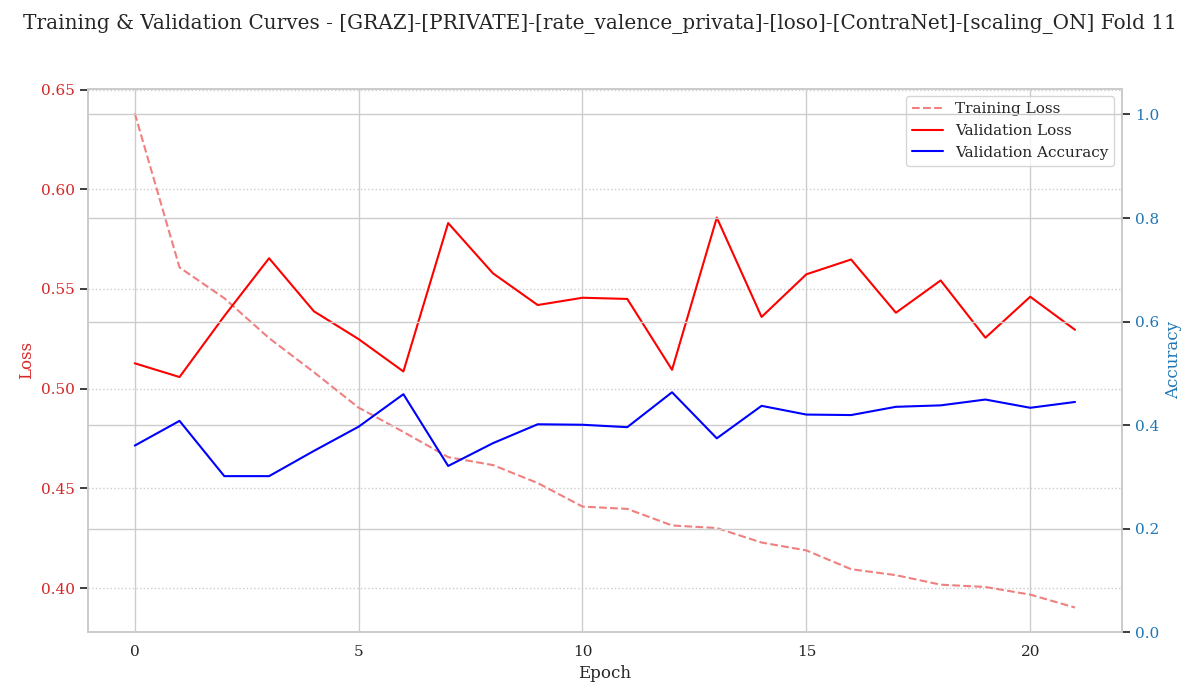 Training & Validation Curves - [GRAZ]-[PRIVATE]-[rate_valence_privata]-[loso]-[ContraNet]-[scaling_ON] Fold 11
Training Loss
Validation Loss
Validation Accuracy
0.65
0.60
0.55
0.50
0.45
0.40
Loss
1.0
0.8
0.6
0.4
0.2
0.0
Accuracy
0
5
10
15
20
Epoch